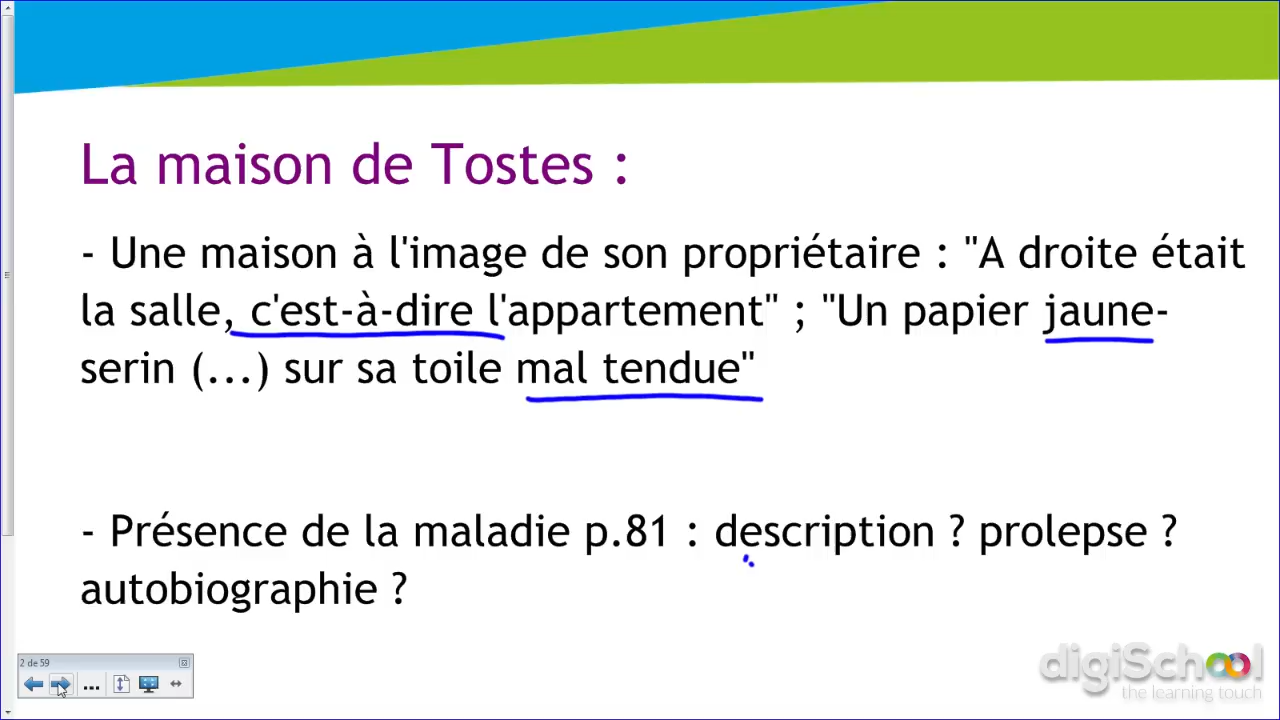 La maison de Tostes :
- Une maison à l'image de son propriétaire : "A droite était
la salle, c'est-à-dire l'appartement" ; "Un papier jaune-
serin (...) sur sa toile mal tendue"
- Présence de la maladie p.81 : description ? prolepse ?
autobiographie ?
2 de 59
digiSchool
the learning touch